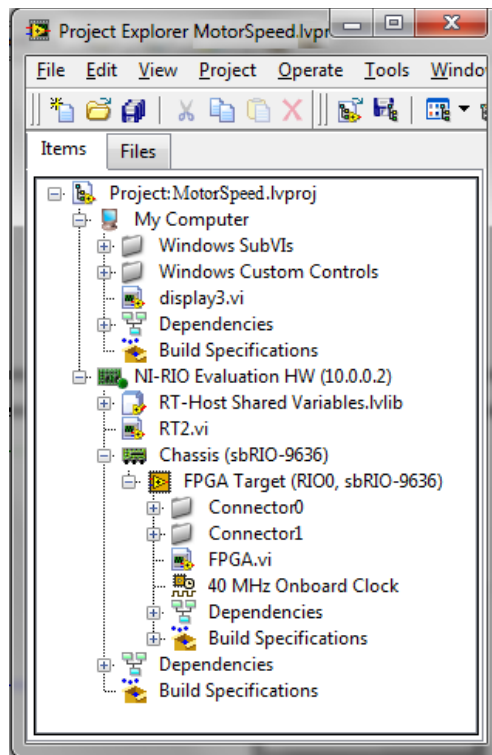 Project Explorer MotorSpeed.lvpr
File Edit View Project Operate Tools Windo
Items Files
Project:MotorSpeed.lvproj
My Computer
Windows SubVIs
Windows Custom Controls
display3.vi
Dependencies
Build Specifications
NI-RIO Evaluation HW (10.0.0.2)
RT-Host Shared Variables.lvlib
RT2.vi
Chassis (sbRIO-9636)
FPGA Target (RIO0, sbRIO-9636)
Connector0
Connector1
FPGA.vi
40 MHz Onboard Clock
Dependencies
Build Specifications
Dependencies
Build Specifications